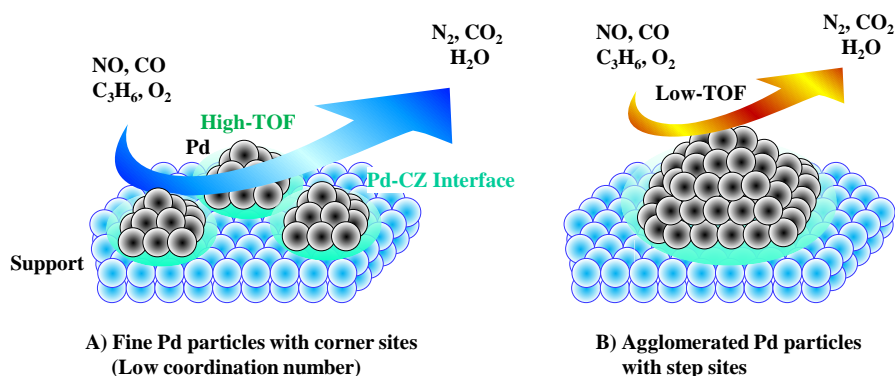 NO, CO
C₃H₆, O₂
N₂, CO₂
H₂O
High-TOF
Pd
Pd-CZ Interface
Support
A) Fine Pd particles with corner sites
(Low coordination number)
NO, CO
C₃H₆, O₂
N₂, CO₂
H₂O
Low-TOF
B) Agglomerated Pd particles
with step sites